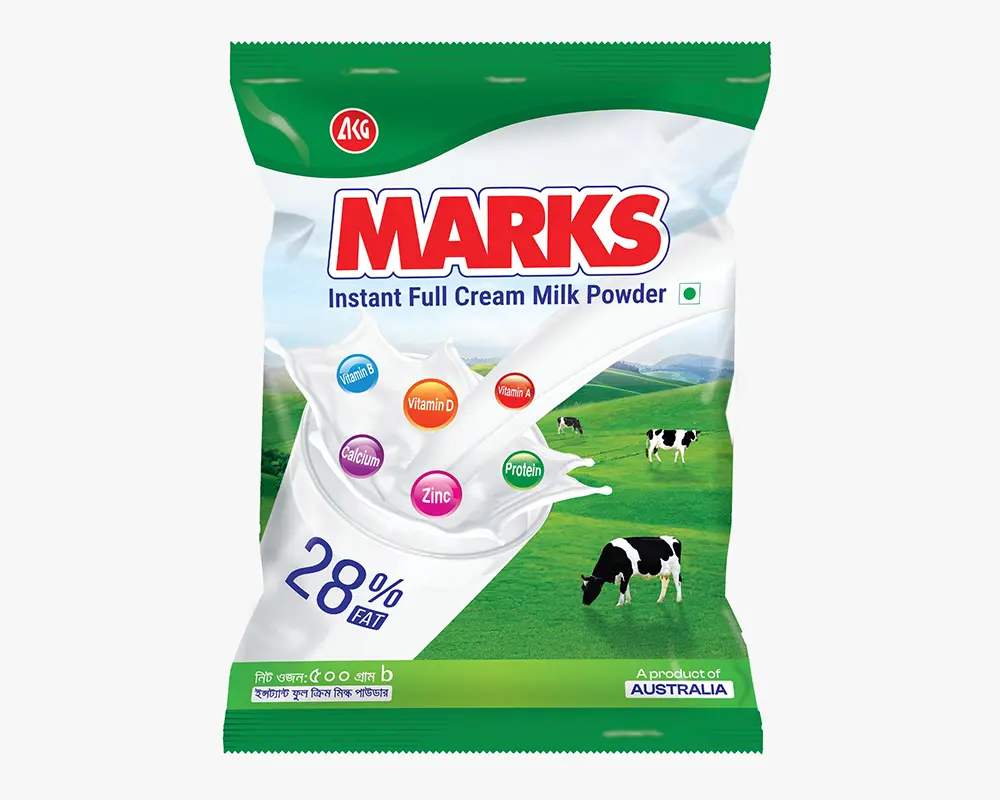 AKG
MARKS
Instant Full Cream Milk Powder
Vitamin B
Vitamin D
Vitamin A
Calcium
Zinc
Protein
28%
FAT
নিট ওজন: ৫০০ গ্রাম b
ইন্সট্যান্ট ফুল ক্রিম মিল্ক পাউডার
A product of
AUSTRALIA